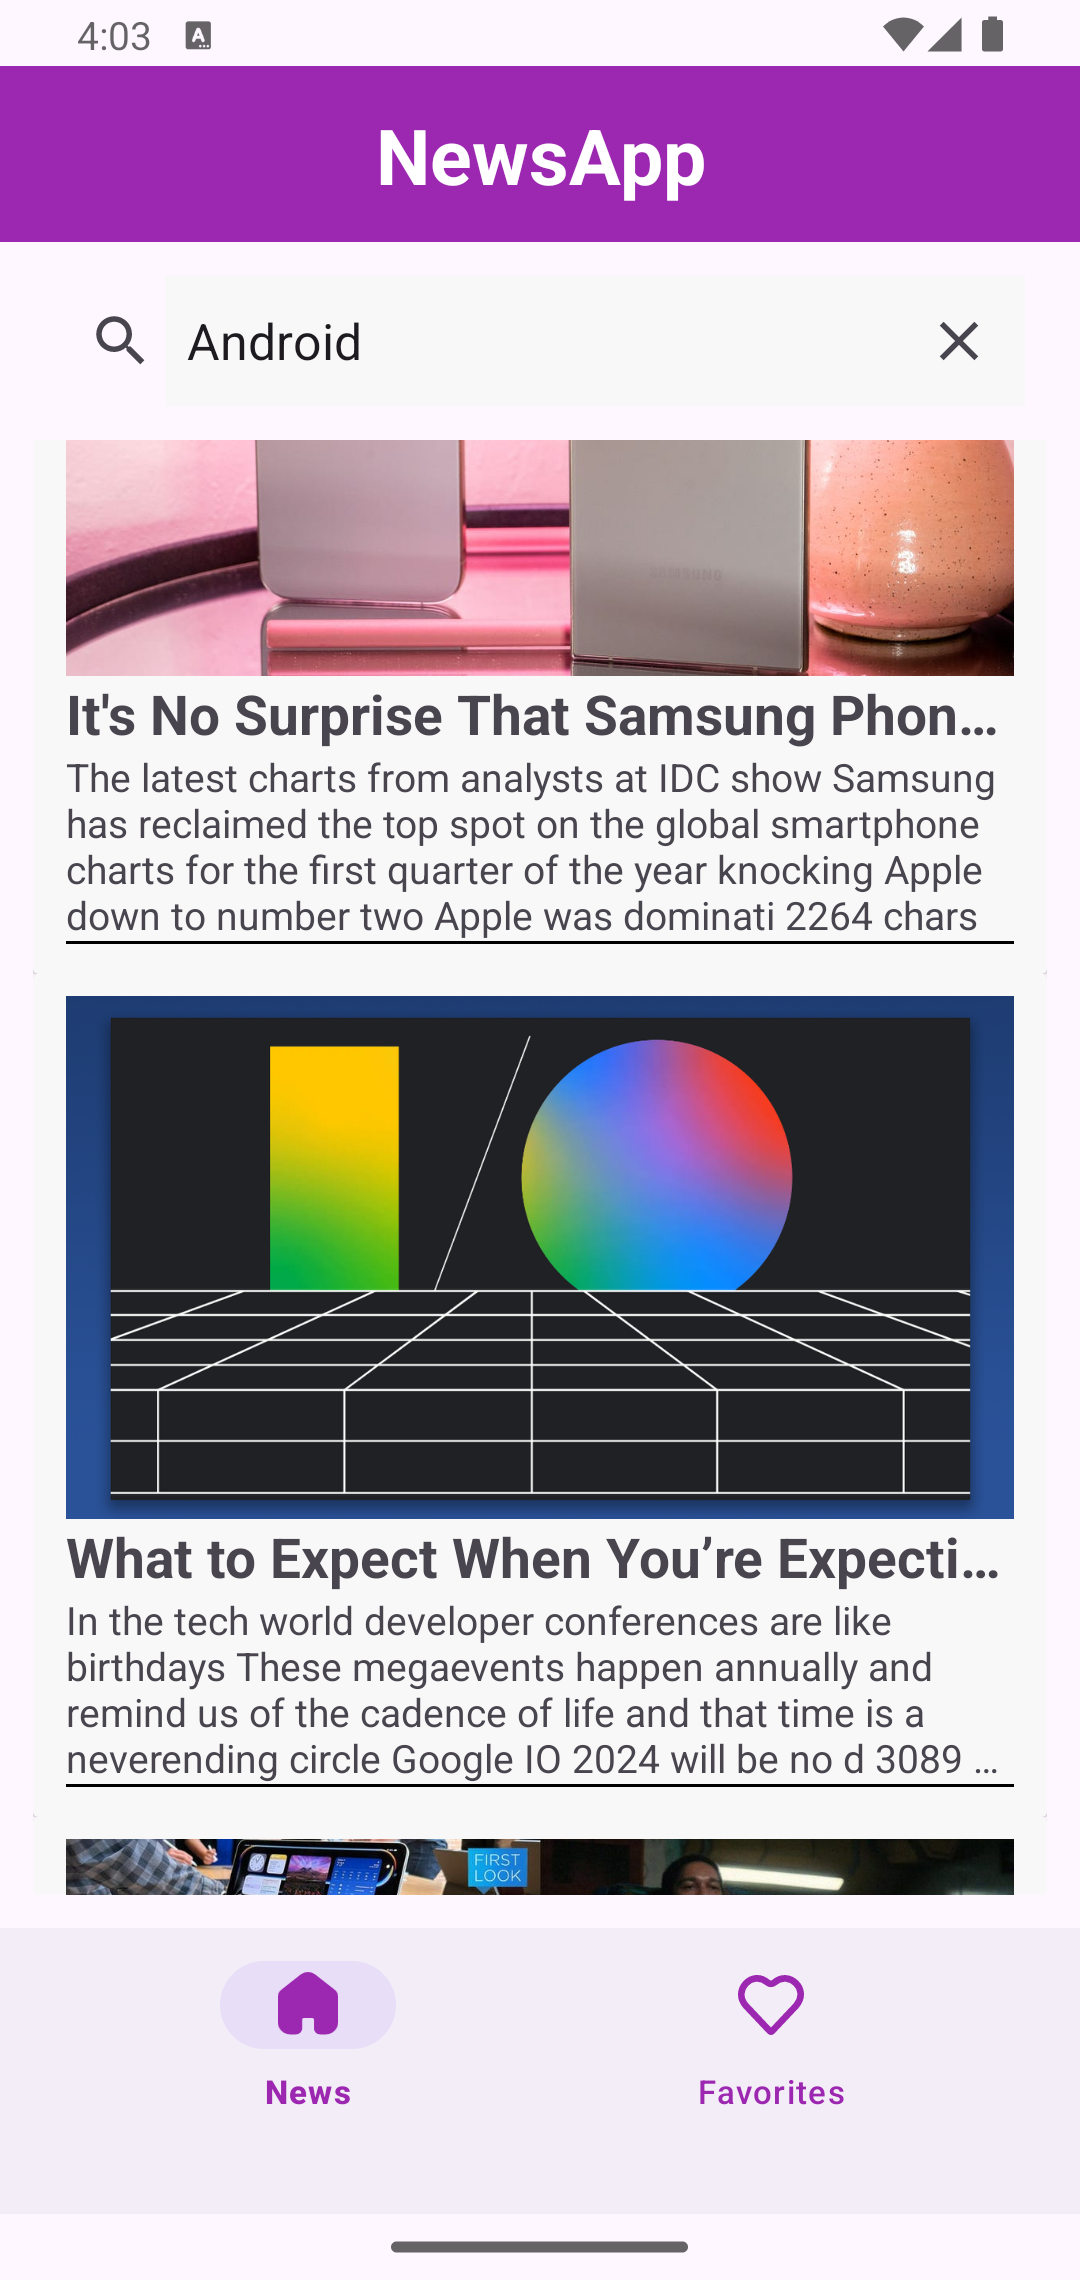 4:03
A
NewsApp
Android
SAMSUNG
It's No Surprise That Samsung Phon…
The latest charts from analysts at IDC show Samsung
has reclaimed the top spot on the global smartphone
charts for the first quarter of the year knocking Apple
down to number two Apple was dominati 2264 chars
What to Expect When You’re Expecti…
In the tech world developer conferences are like
birthdays These megaevents happen annually and
remind us of the cadence of life and that time is a
neverending circle Google IO 2024 will be no d 3089 …
FIRST
LOOK
News
Favorites